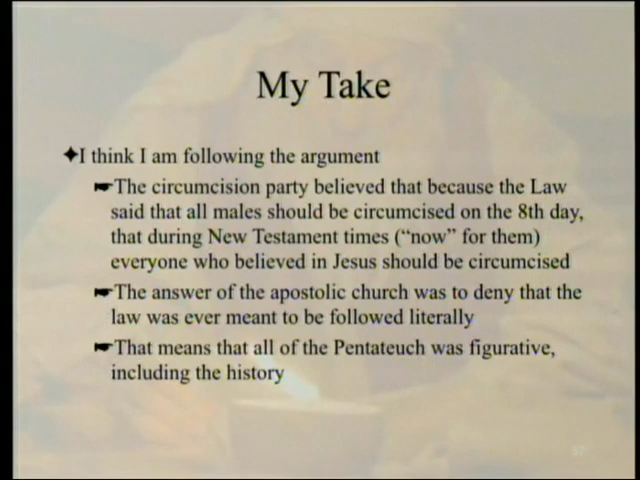 My Take
I think I am following the argument
The circumcision party believed that because the Law
said that all males should be circumcised on the 8th day,
that during New Testament times (“now” for them)
everyone who believed in Jesus should be circumcised
The answer of the apostolic church was to deny that the
law was ever meant to be followed literally
That means that all of the Pentateuch was figurative,
including the history